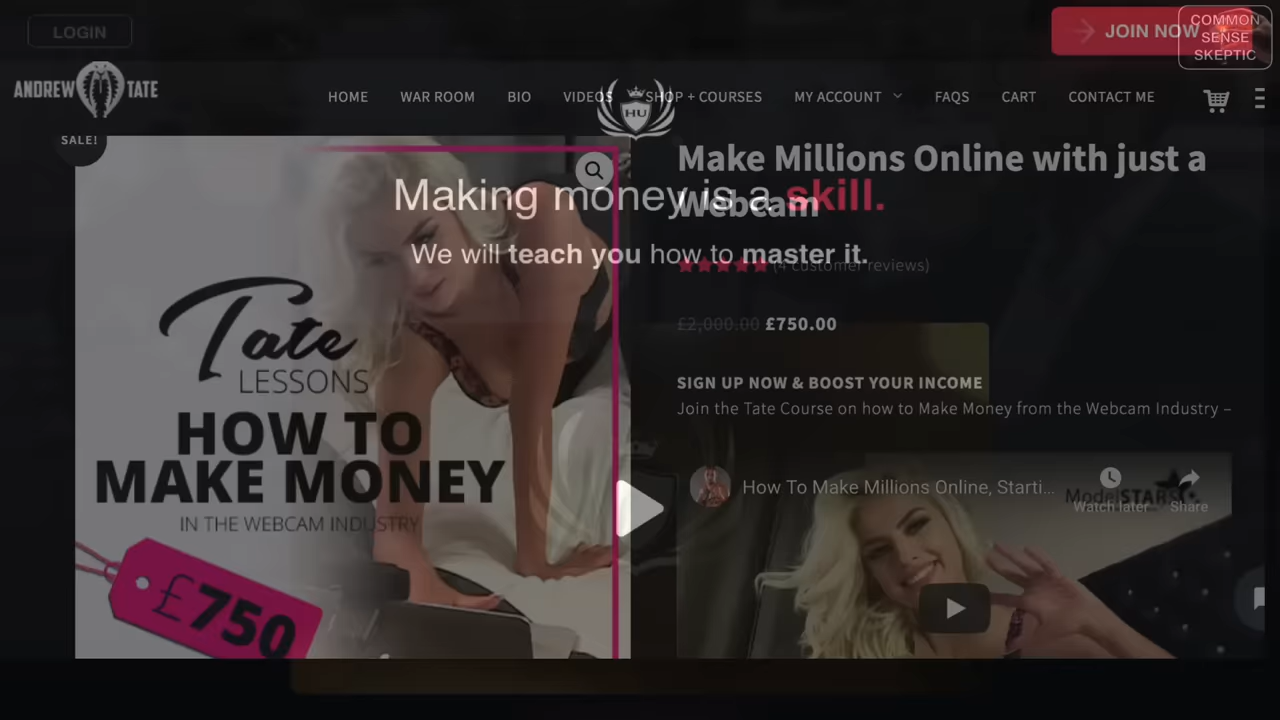 LOGIN
JOIN NOW
COMMON
SENSE
SKEPTIC
ANDREW TATE
HOME WAR ROOM BIO VIDEOS SHOP + COURSES MY ACCOUNT FAQS CART CONTACT ME
HU
SALE!
Make Millions Online with just a
Webcam
Making money is a skill.
We will teach you how to master it.
(4 customer reviews)
£2,000.00 £750.00
SIGN UP NOW & BOOST YOUR INCOME
Join the Tate Course on how to Make Money from the Webcam Industry –
Tate
LESSONS
HOW TO
MAKE MONEY
IN THE WEBCAM INDUSTRY
£750
How To Make Millions Online, Starti...
ModelSTARS
Watch later Share